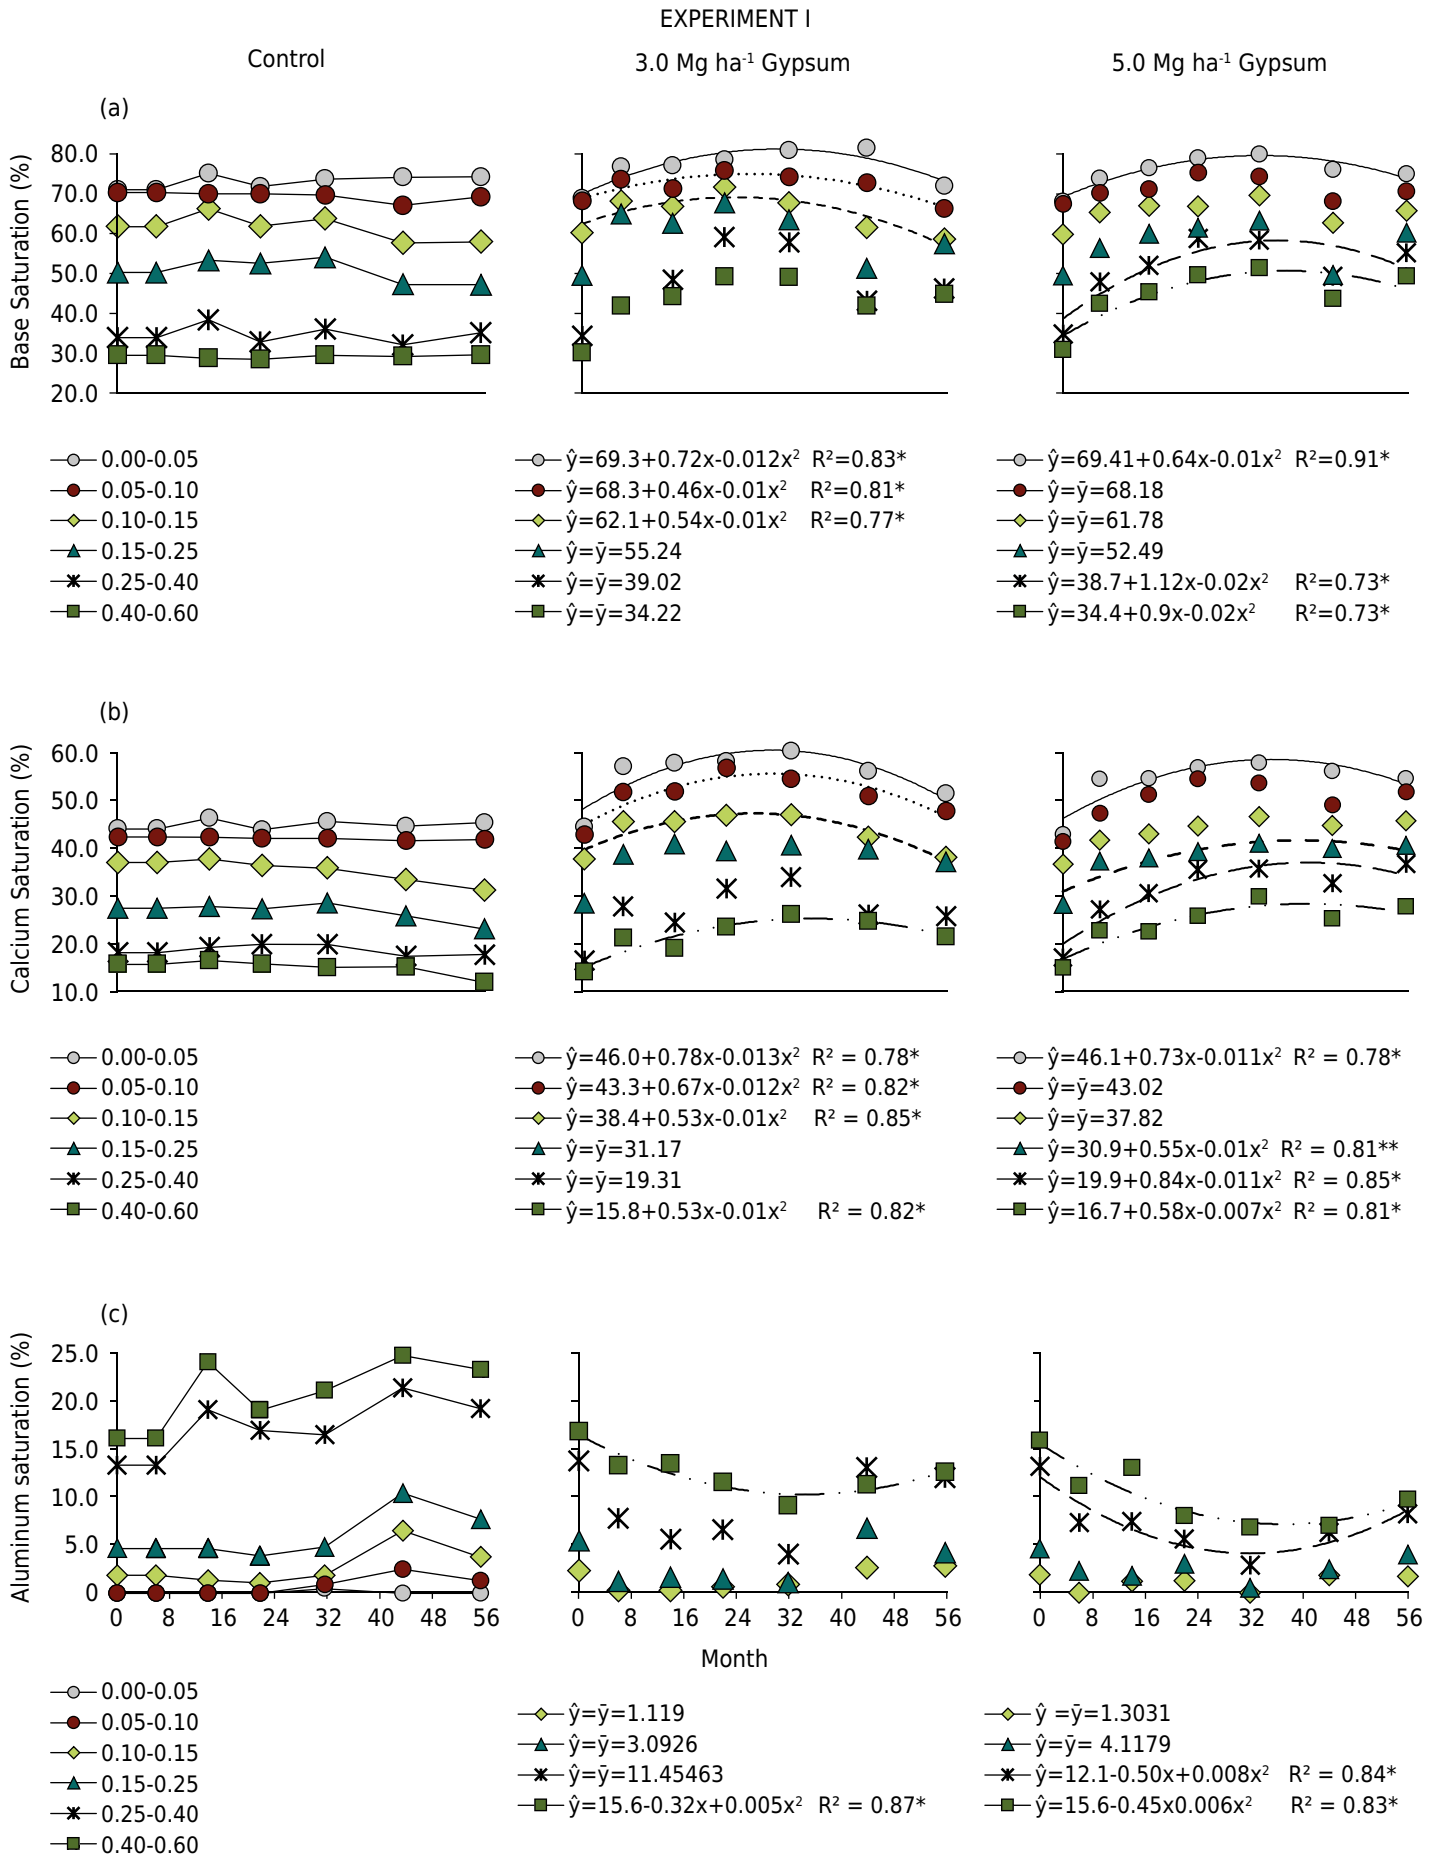 EXPERIMENT I
Control
3.0 Mg ha⁻¹ Gypsum
5.0 Mg ha⁻¹ Gypsum
(a)
Base Saturation (%)
80.0
70.0
60.0
50.0
40.0
30.0
20.0
0.00-0.05
0.05-0.10
0.10-0.15
0.15-0.25
0.25-0.40
0.40-0.60
ŷ=69.3+0.72x-0.012x² R²=0.83*
ŷ=68.3+0.46x-0.01x² R²=0.81*
ŷ=62.1+0.54x-0.01x² R²=0.77*
ŷ=ȳ=55.24
ŷ=ȳ=39.02
ŷ=ȳ=34.22
ŷ=69.41+0.64x-0.01x² R²=0.91*
ŷ=ȳ=68.18
ŷ=ȳ=61.78
ŷ=ȳ=52.49
ŷ=38.7+1.12x-0.02x² R²=0.73*
ŷ=34.4+0.9x-0.02x² R²=0.73*
(b)
Calcium Saturation (%)
60.0
50.0
40.0
30.0
20.0
10.0
0.00-0.05
0.05-0.10
0.10-0.15
0.15-0.25
0.25-0.40
0.40-0.60
ŷ=46.0+0.78x-0.013x² R² = 0.78*
ŷ=43.3+0.67x-0.012x² R² = 0.82*
ŷ=38.4+0.53x-0.01x² R² = 0.85*
ŷ=ȳ=31.17
ŷ=ȳ=19.31
ŷ=15.8+0.53x-0.01x² R² = 0.82*
ŷ=46.1+0.73x-0.011x² R² = 0.78*
ŷ=ȳ=43.02
ŷ=ȳ=37.82
ŷ=30.9+0.55x-0.01x² R² = 0.81**
ŷ=19.9+0.84x-0.011x² R² = 0.85*
ŷ=16.7+0.58x-0.007x² R² = 0.81*
(c)
Aluminum saturation (%)
25.0
20.0
15.0
10.0
5.0
0
0 8 16 24 32 40 48 56
0 8 16 24 32 40 48 56
0 8 16 24 32 40 48 56
Month
0.00-0.05
0.05-0.10
0.10-0.15
0.15-0.25
0.25-0.40
0.40-0.60
ŷ=ȳ=1.119
ŷ=ȳ=3.0926
ŷ=ȳ=11.45463
ŷ=15.6-0.32x+0.005x² R² = 0.87*
ŷ =ȳ=1.3031
ŷ=ȳ= 4.1179
ŷ=12.1-0.50x+0.008x² R² = 0.84*
ŷ=15.6-0.45x0.006x² R² = 0.83*